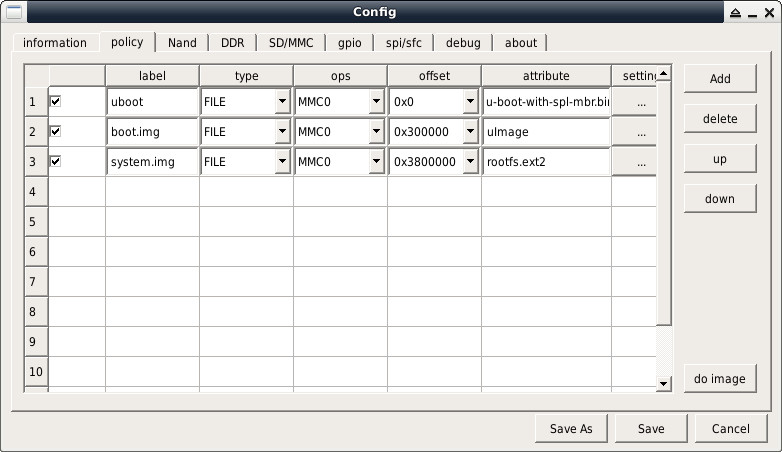 Config
information policy Nand DDR SD/MMC gpio spi/sfc debug about
label type ops offset attribute setting
1 uboot FILE MMC0 0x0 u-boot-with-spl-mbr.bin ...
2 boot.img FILE MMC0 0x300000 uImage ...
3 system.img FILE MMC0 0x3800000 rootfs.ext2 ...
4
5
6
7
8
9
10
Add
delete
up
down
do image
Save As Save Cancel